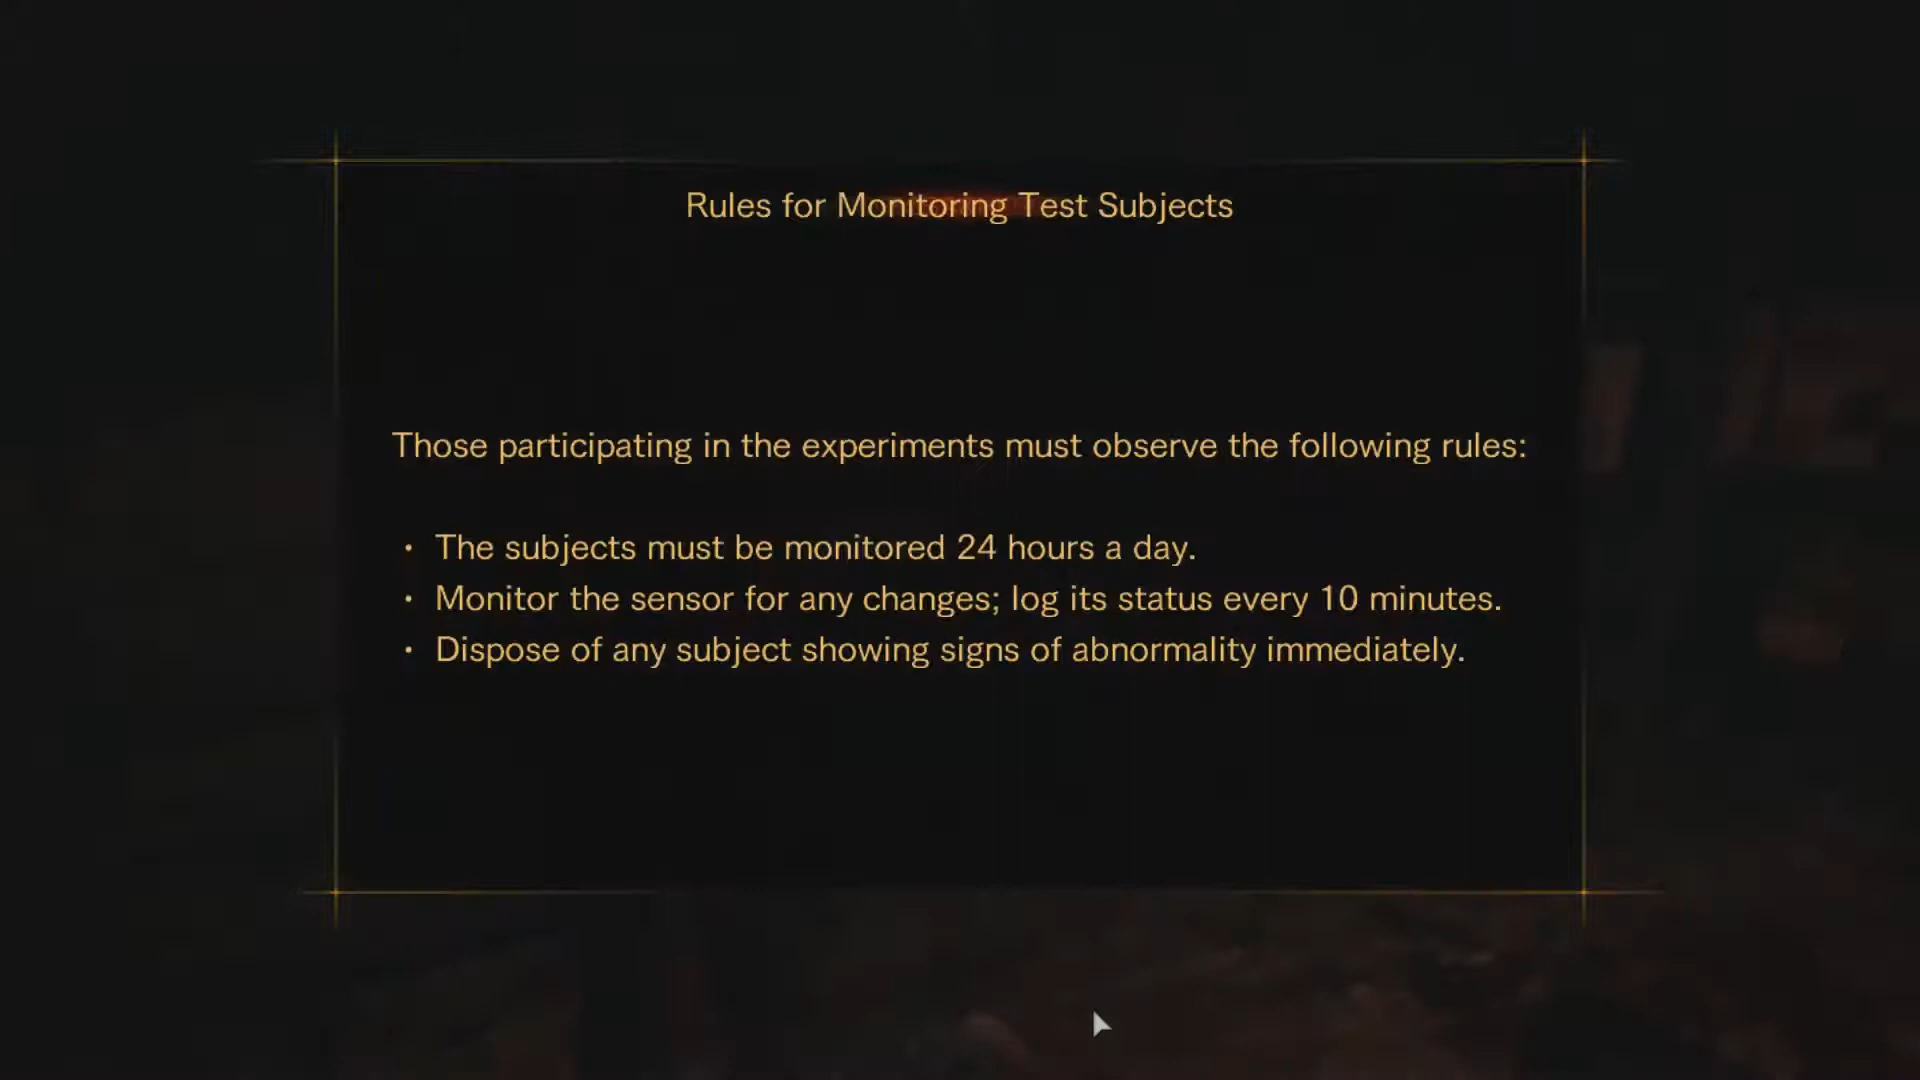 Rules for Monitoring Test Subjects
Those participating in the experiments must observe the following rules:
・ The subjects must be monitored 24 hours a day.
・ Monitor the sensor for any changes; log its status every 10 minutes.
・ Dispose of any subject showing signs of abnormality immediately.